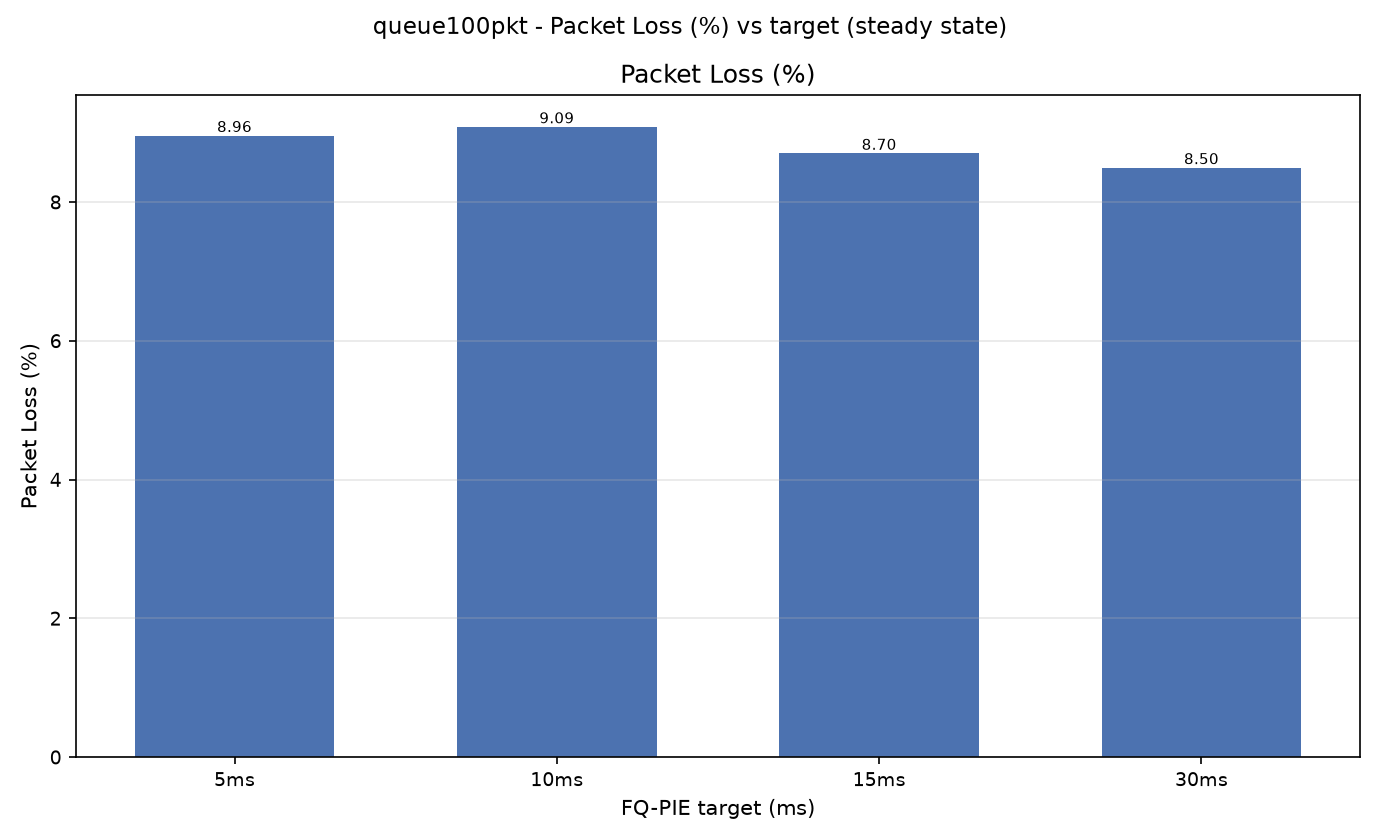 queue100pkt - Packet Loss (%) vs target (steady state)
Packet Loss (%)
8.96
9.09
8.70
8.50
8
6
4
2
0
Packet Loss (%)
5ms
10ms
15ms
30ms
FQ-PIE target (ms)